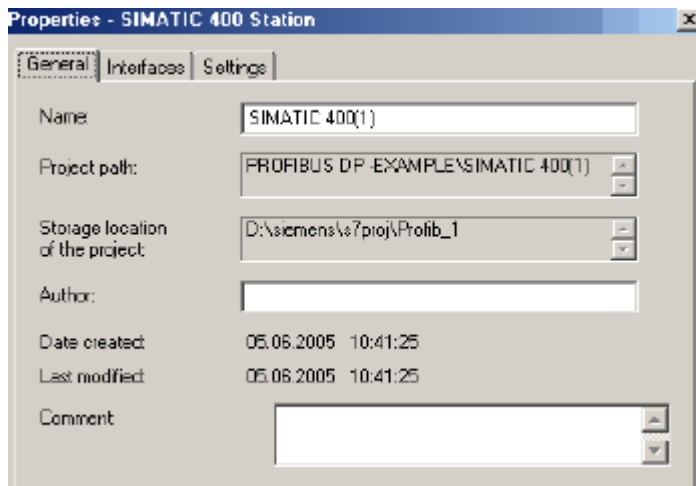 Properties - SIMATIC 400 Station
General Interfaces Settings
Name: SIMATIC 400(1)
Project path: PROFIBUS DP -EXAMPLE\SIMATIC 400(1)
Storage location
of the project: D:\siemens\s7proj\Profib_1
Author:
Date created: 05.06.2005 10:41:25
Last modified: 05.06.2005 10:41:25
Comment